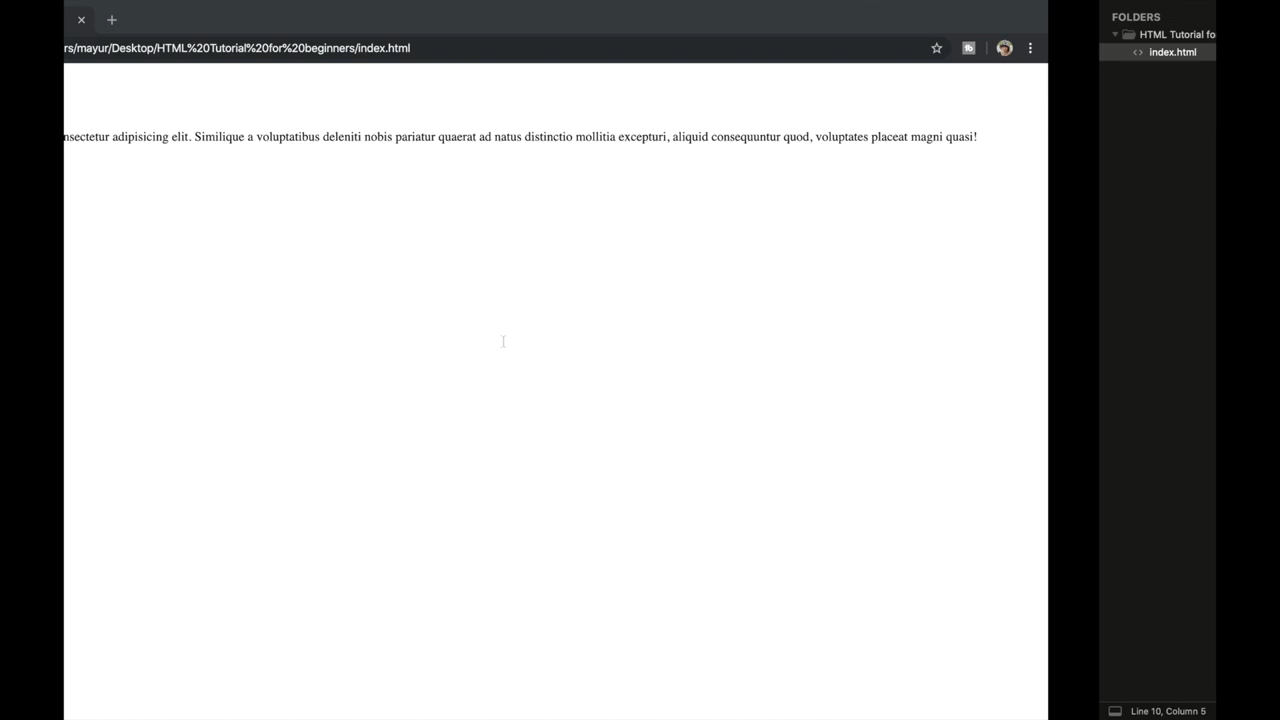 rs/mayur/Desktop/HTML%20Tutorial%20for%20beginners/index.html
nsectetur adipisicing elit. Similique a voluptatibus deleniti nobis pariatur quaerat ad natus distinctio mollitia excepturi, aliquid consequuntur quod, voluptates placeat magni quasi!
FOLDERS
HTML Tutorial fo
<> index.html
Line 10, Column 5